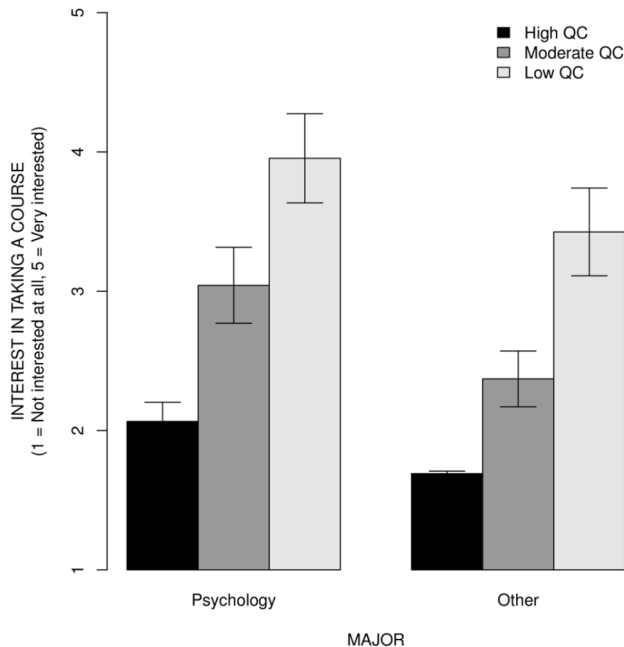 5
4
3
2
1
High QC
Moderate QC
Low QC
INTEREST IN TAKING A COURSE
(1 = Not interested at all, 5 = Very interested)
Psychology
Other
MAJOR